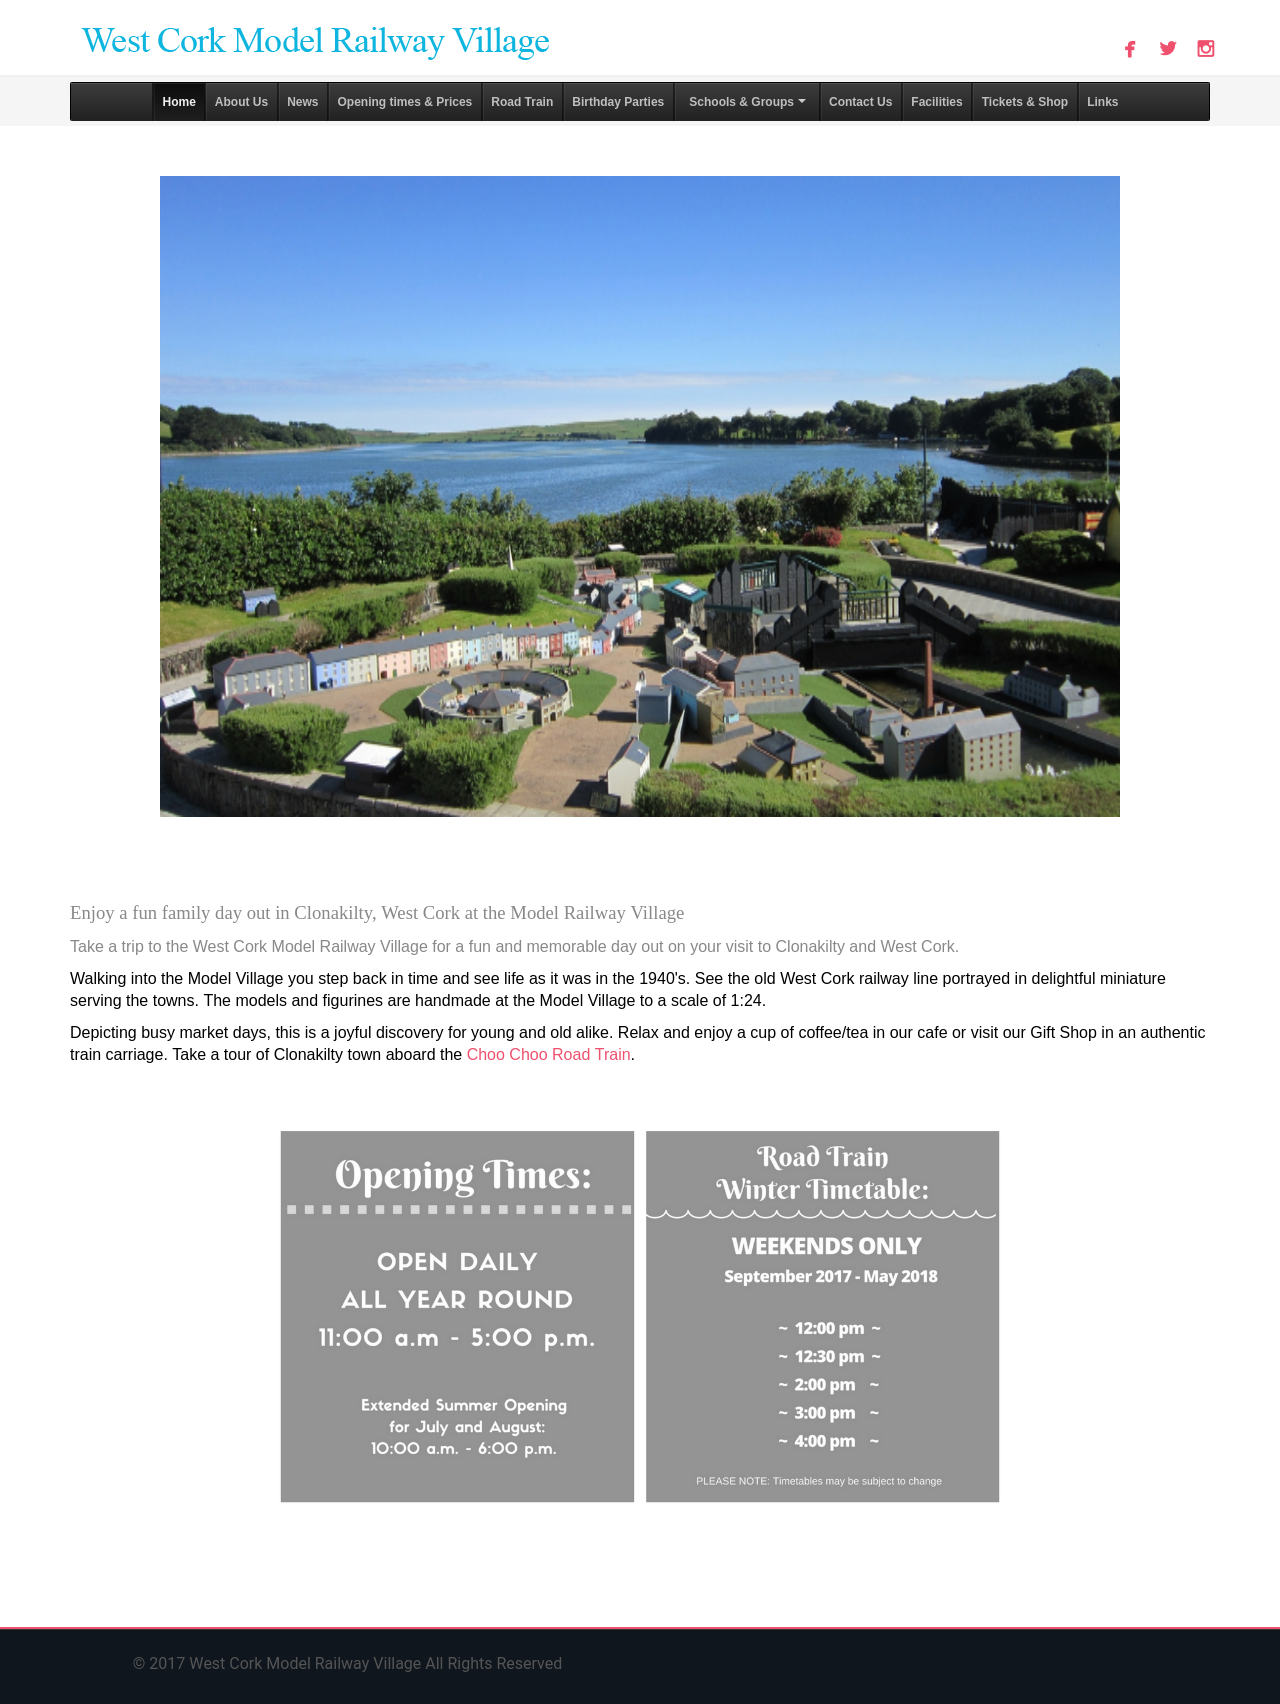 West Cork Model Railway Village
Home About Us News Opening times & Prices Road Train Birthday Parties Schools & Groups Contact Us Facilities Tickets & Shop Links
Enjoy a fun family day out in Clonakilty, West Cork at the Model Railway Village
Take a trip to the West Cork Model Railway Village for a fun and memorable day out on your visit to Clonakilty and West Cork.
Walking into the Model Village you step back in time and see life as it was in the 1940's. See the old West Cork railway line portrayed in delightful miniature
serving the towns. The models and figurines are handmade at the Model Village to a scale of 1:24.
Depicting busy market days, this is a joyful discovery for young and old alike. Relax and enjoy a cup of coffee/tea in our cafe or visit our Gift Shop in an authentic
train carriage. Take a tour of Clonakilty town aboard the Choo Choo Road Train.
Opening Times:
OPEN DAILY
ALL YEAR ROUND
11:00 a.m - 5:00 p.m.
Extended Summer Opening
for July and August:
10:00 a.m. - 6:00 p.m.
Road Train
Winter Timetable:
WEEKENDS ONLY
September 2017 - May 2018
~ 12:00 pm ~
~ 12:30 pm ~
~ 2:00 pm ~
~ 3:00 pm ~
~ 4:00 pm ~
PLEASE NOTE: Timetables may be subject to change
© 2017 West Cork Model Railway Village All Rights Reserved